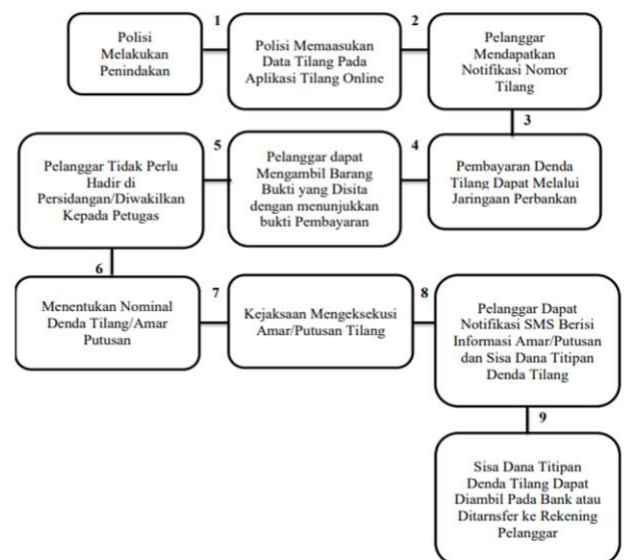 Polisi
Melakukan
Penindakan
1
Polisi Memaasukan
Data Tilang Pada
Aplikasi Tilang Online
2
Pelanggar
Mendapatkan
Notifikasi Nomor
Tilang
3
Pembayaran Denda
Tilang Dapat Melalui
Jaringaan Perbankan
4
Pelanggar dapat
Mengambil Barang
Bukti yang Disita
dengan menunjukkan
bukti Pembayaran
5
Pelanggar Tidak Perlu
Hadir di
Persidangan/Diwakilkan
Kepada Petugas
6
Menentukan Nominal
Denda Tilang/Amar
Putusan
7
Kejaksaan Mengeksekusi
Amar/Putusan Tilang
8
Pelanggar Dapat
Notifikasi SMS Berisi
Informasi Amar/Putusan
dan Sisa Dana Titipan
Denda Tilang
9
Sisa Dana Titipan
Denda Tilang Dapat
Diambil Pada Bank atau
Ditarnsfer ke Rekening
Pelanggar